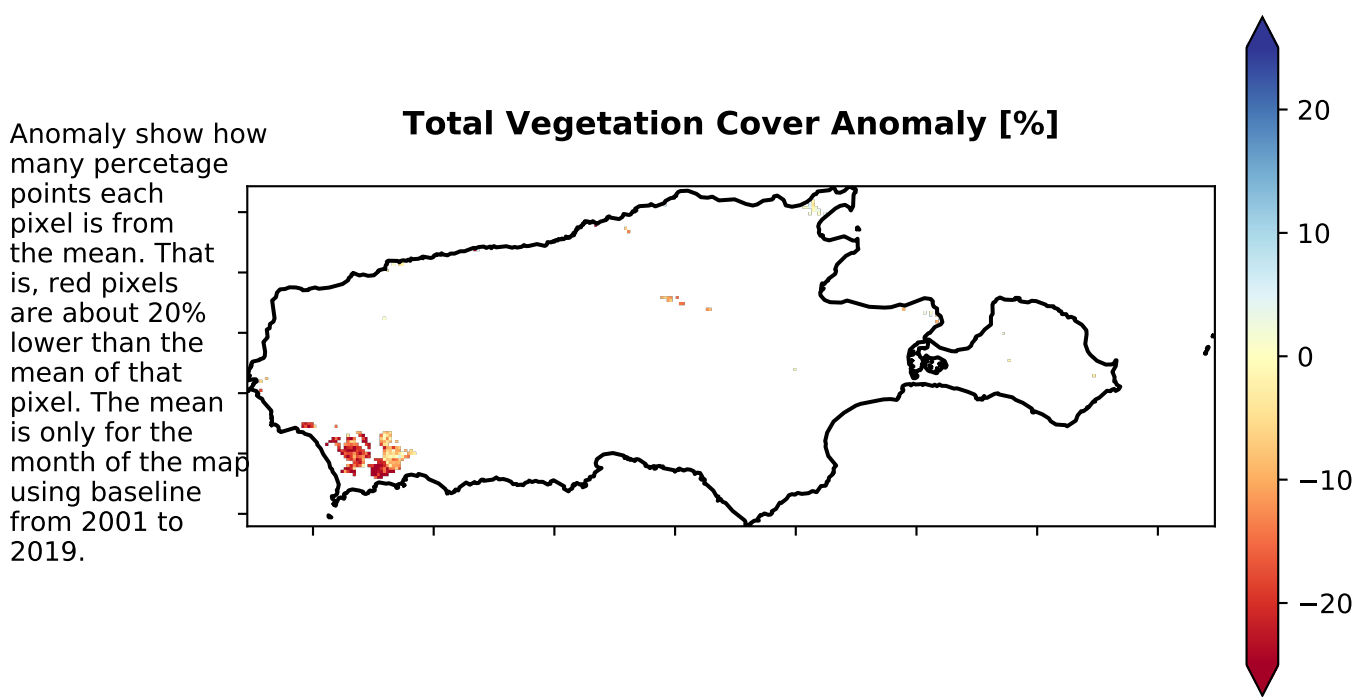 Total Vegetation Cover Anomaly [%]
Anomaly show how
many percetage
points each
pixel is from
the mean. That
is, red pixels
are about 20%
lower than the
mean of that
pixel. The mean
is only for the
month of the map
using baseline
from 2001 to
2019.
20
10
0
−10
−20